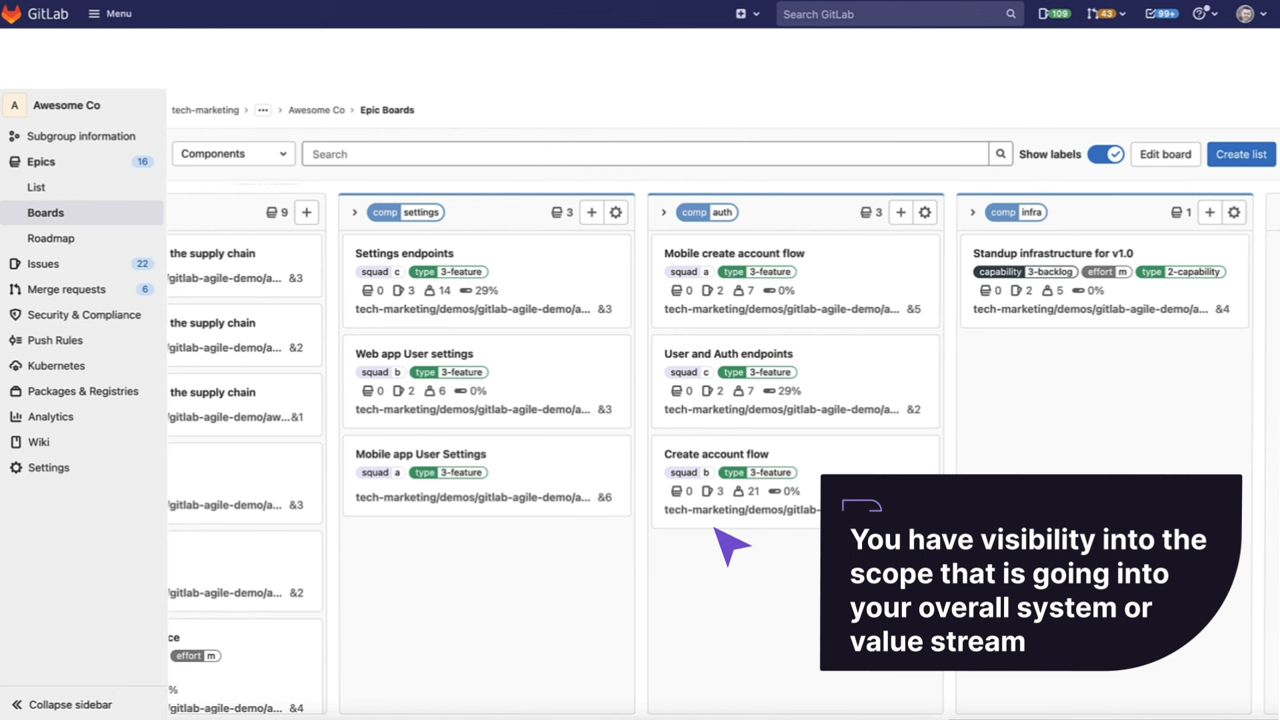 GitLab Menu Search GitLab 109 43 99+
A Awesome Co
Subgroup information
Epics 16
List
Boards
Roadmap
Issues 22
Merge requests 6
Security & Compliance
Push Rules
Kubernetes
Packages & Registries
Analytics
Wiki
Settings
Collapse sidebar
tech-marketing > ••• > Awesome Co > Epic Boards
Components Search Show labels Edit board Create list
9
the supply chain
/gitlab-agile-demo/a... &3
the supply chain
/gitlab-agile-demo/a... &2
the supply chain
/gitlab-agile-demo/aw... &1
/gitlab-agile-demo/a... &3
/gitlab-agile-demo/a... &2
ce
effort m
%
/gitlab-agile-demo/a... &4
comp settings 3
Settings endpoints
squad c type 3-feature
0 3 14 29%
tech-marketing/demos/gitlab-agile-demo/a... &3
Web app User settings
squad b type 3-feature
0 2 6 0%
tech-marketing/demos/gitlab-agile-demo/a... &3
Mobile app User Settings
squad a type 3-feature
tech-marketing/demos/gitlab-agile-demo/a... &6
comp auth 3
Mobile create account flow
squad a type 3-feature
0 2 7 0%
tech-marketing/demos/gitlab-agile-demo/a... &5
User and Auth endpoints
squad c type 3-feature
0 2 7 29%
tech-marketing/demos/gitlab-agile-demo/a... &2
Create account flow
squad b type 3-feature
0 3 21 0%
tech-marketing/demos/gitlab-
comp infra 1
Standup infrastructure for v1.0
capability 3-backlog effort m type 2-capability
0 2 5 0%
tech-marketing/demos/gitlab-agile-demo/a... &4
You have visibility into the
scope that is going into
your overall system or
value stream